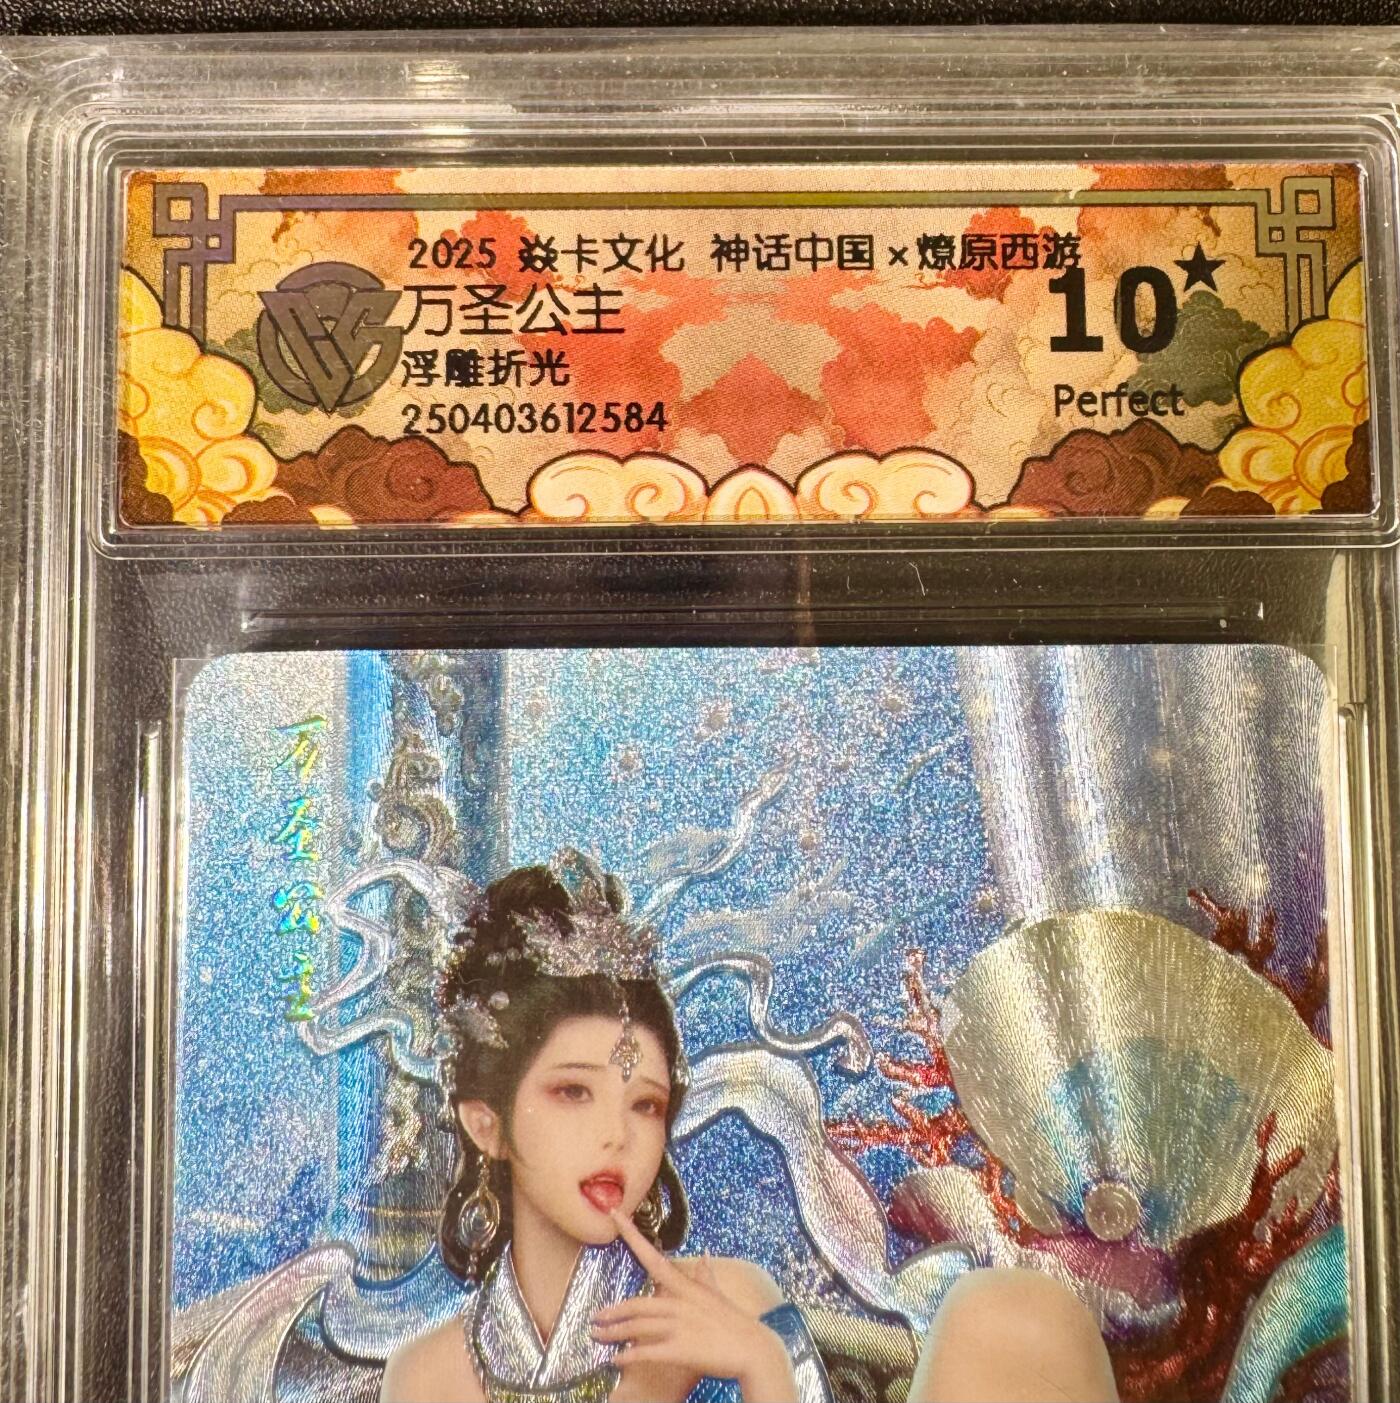 2025 焱卡文化 神话中国×燎原西游
万圣公主
浮雕折光
250403612584
10★
Perfect
万圣公主